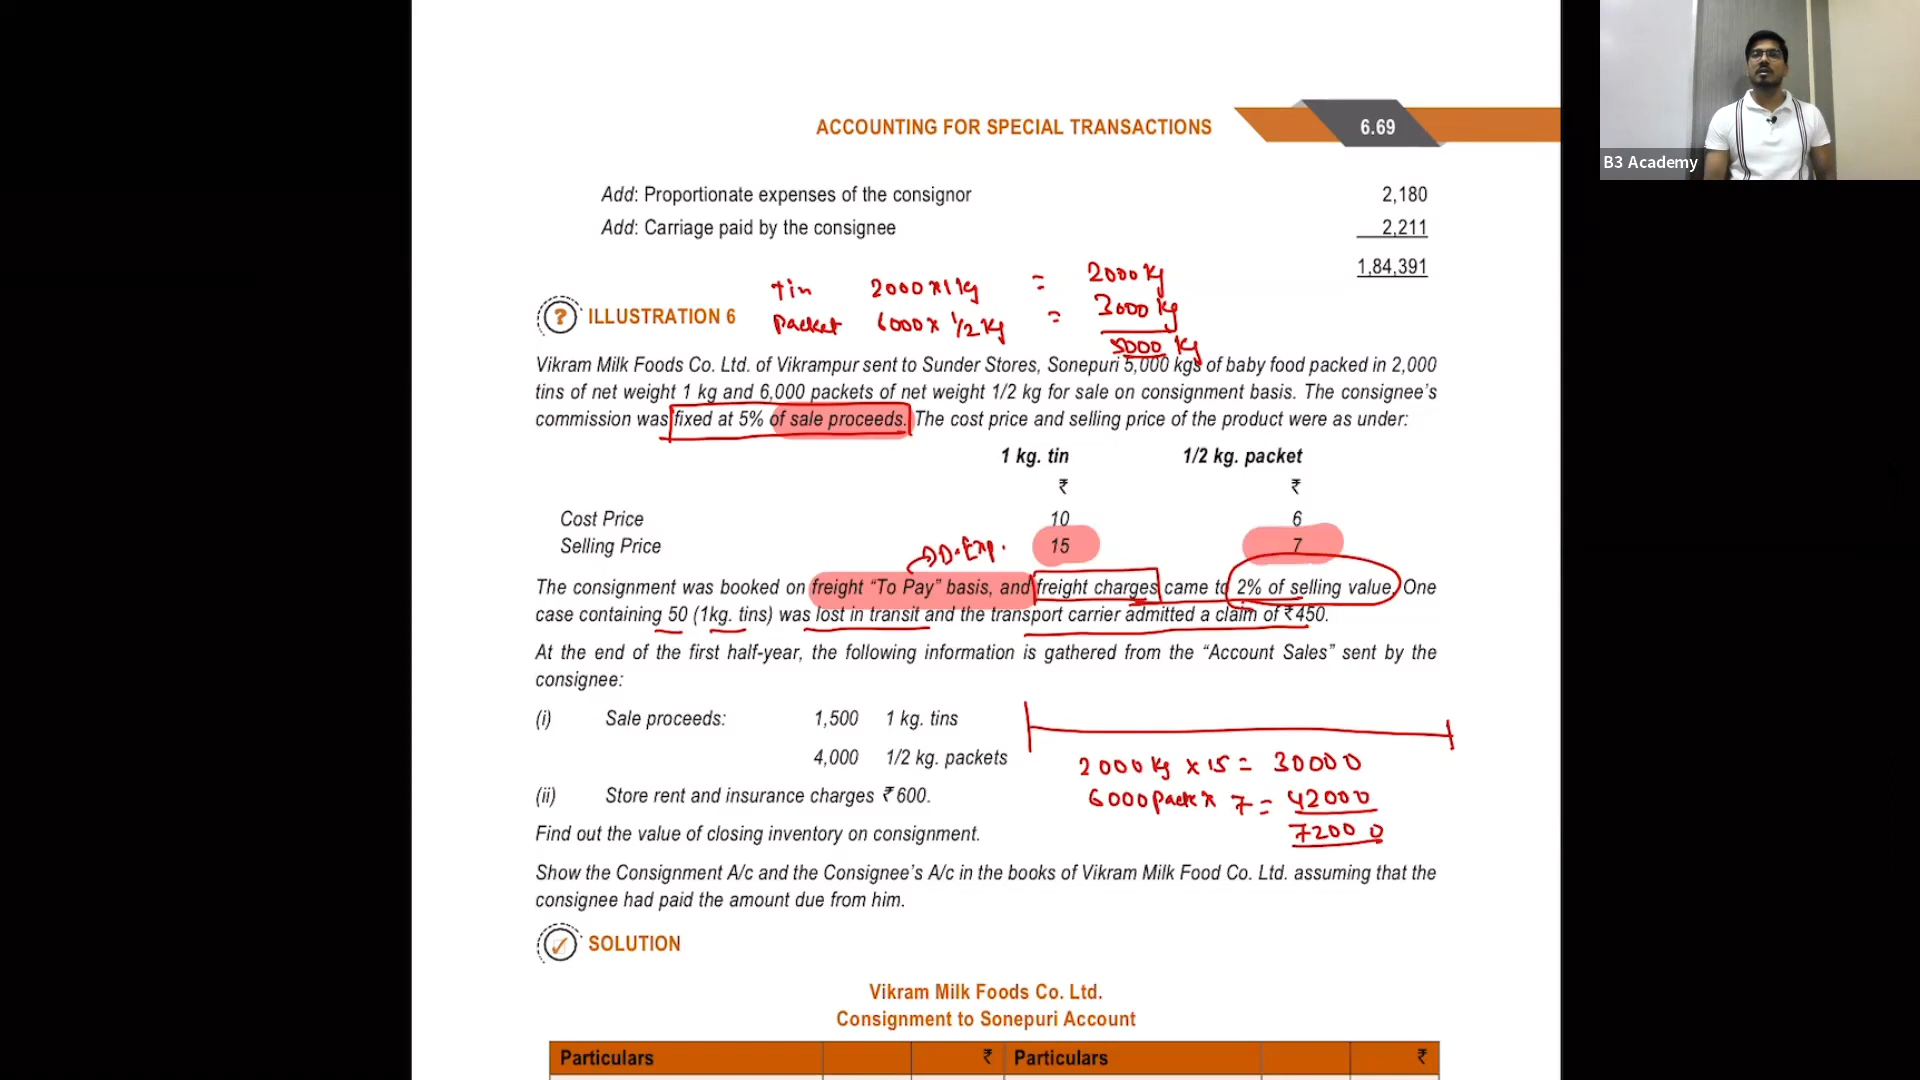 ACCOUNTING FOR SPECIAL TRANSACTIONS 6.69
B3 Academy
Add: Proportionate expenses of the consignor 2,180
Add: Carriage paid by the consignee 2,211
1,84,391
tin 2000 x 1 kg = 2000 kg
Packet 6000 x 1/2 kg = 3000 kg
5000 kg
? ILLUSTRATION 6
Vikram Milk Foods Co. Ltd. of Vikrampur sent to Sunder Stores, Sonepuri 5,000 kgs of baby food packed in 2,000
tins of net weight 1 kg and 6,000 packets of net weight 1/2 kg for sale on consignment basis. The consignee's
commission was fixed at 5% of sale proceeds. The cost price and selling price of the product were as under:
1 kg. tin 1/2 kg. packet
₹ ₹
Cost Price 10 6
Selling Price 15 7
D.Exp.
The consignment was booked on freight “To Pay” basis, and freight charges came to 2% of selling value. One
case containing 50 (1kg. tins) was lost in transit and the transport carrier admitted a claim of ₹450.
At the end of the first half-year, the following information is gathered from the “Account Sales” sent by the
consignee:
(i) Sale proceeds: 1,500 1 kg. tins
4,000 1/2 kg. packets
2000 kg x 15 = 30000
6000 Pack x 7 = 42000
72000
(ii) Store rent and insurance charges ₹600.
Find out the value of closing inventory on consignment.
Show the Consignment A/c and the Consignee's A/c in the books of Vikram Milk Food Co. Ltd. assuming that the
consignee had paid the amount due from him.
SOLUTION
Vikram Milk Foods Co. Ltd.
Consignment to Sonepuri Account
Particulars ₹ Particulars ₹